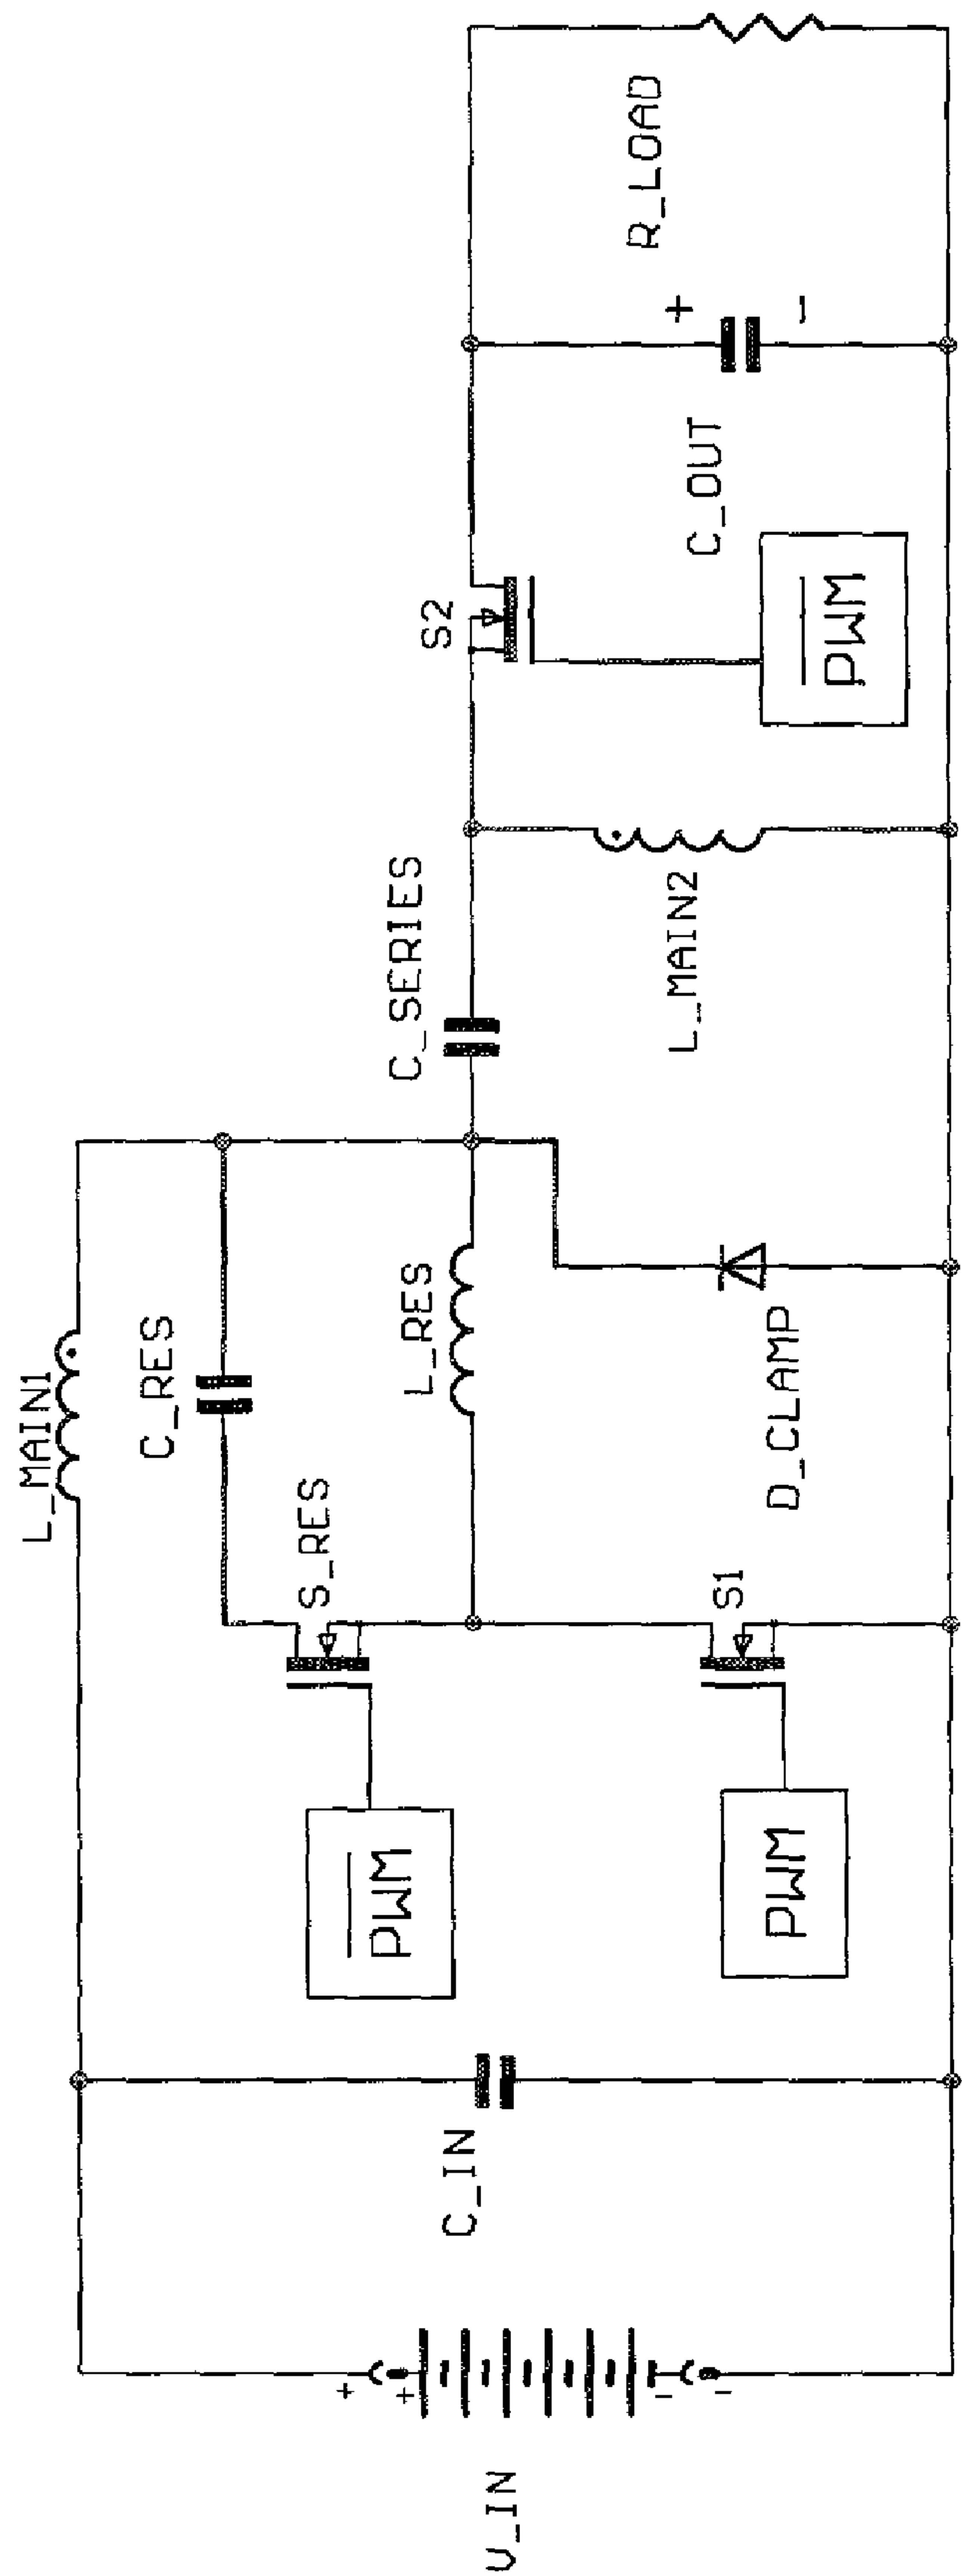 L_MAIN1
C_RES
S_RES
L_RES
C_SERIES
S2
PWM
V_IN
C_IN
PWM
S1
D_CLAMP
L_MAIN2
PWM
C_OUT
+
-
R_LOAD
+
+
-
-